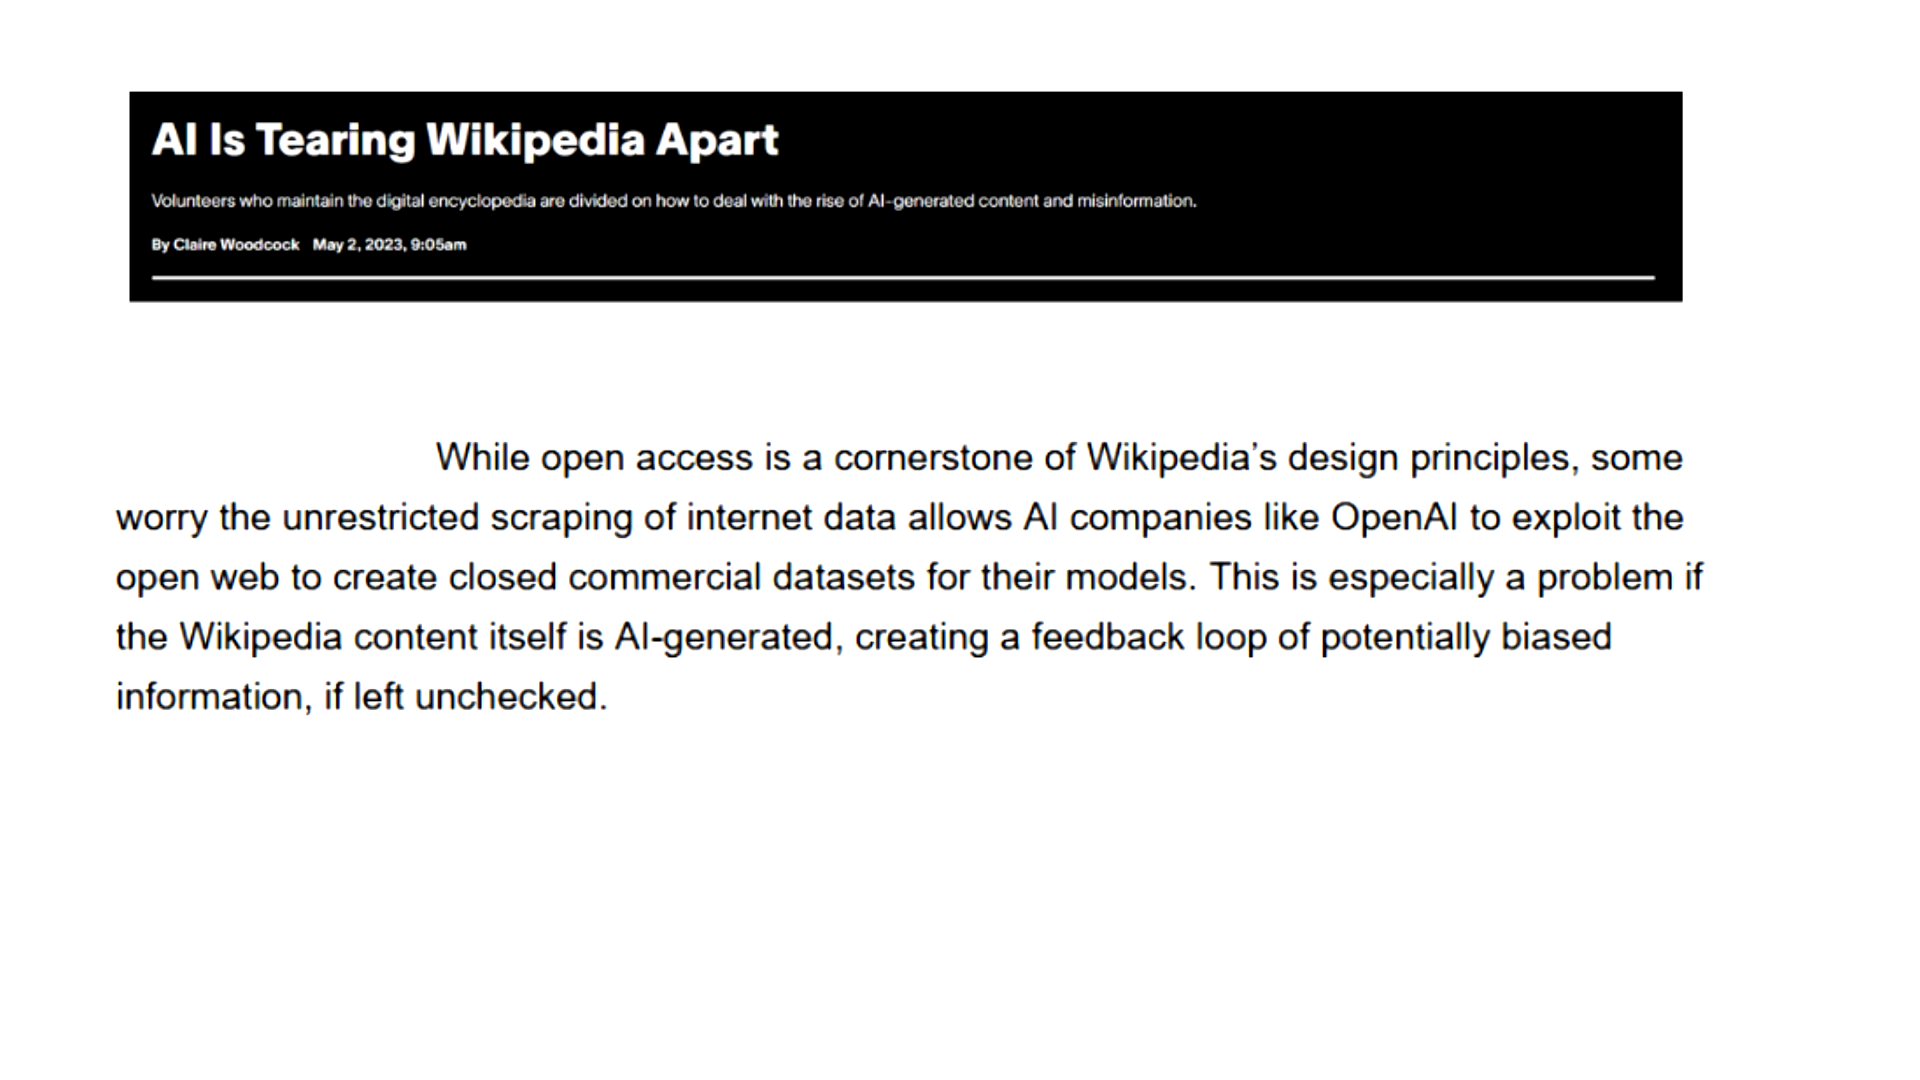 AI Is Tearing Wikipedia Apart
Volunteers who maintain the digital encyclopedia are divided on how to deal with the rise of AI-generated content and misinformation.
By Claire Woodcock May 2, 2023, 9:05am
While open access is a cornerstone of Wikipedia’s design principles, some
worry the unrestricted scraping of internet data allows AI companies like OpenAI to exploit the
open web to create closed commercial datasets for their models. This is especially a problem if
the Wikipedia content itself is AI-generated, creating a feedback loop of potentially biased
information, if left unchecked.